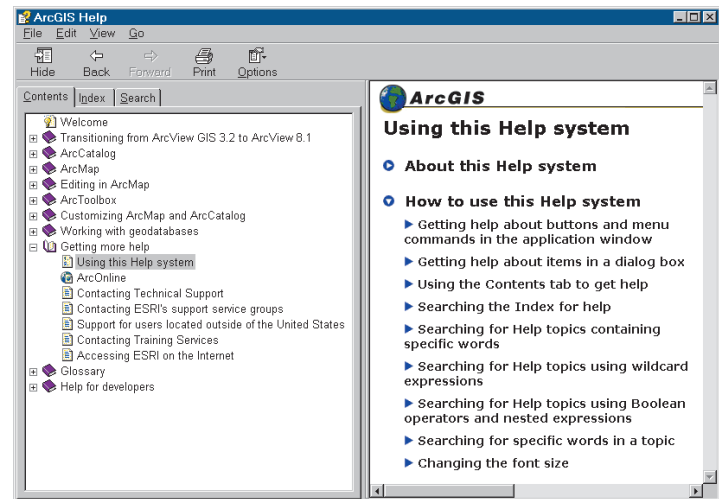 ArcGIS Help
File Edit View Go
Hide Back Forward Print Options
Contents Index Search
Welcome
Transitioning from ArcView GIS 3.2 to ArcView 8.1
ArcCatalog
ArcMap
Editing in ArcMap
ArcToolbox
Customizing ArcMap and ArcCatalog
Working with geodatabases
Getting more help
Using this Help system
ArcOnline
Contacting Technical Support
Contacting ESRI's support service groups
Support for users located outside of the United States
Contacting Training Services
Accessing ESRI on the Internet
Glossary
Help for developers
ArcGIS
Using this Help system
About this Help system
How to use this Help system
Getting help about buttons and menu
commands in the application window
Getting help about items in a dialog box
Using the Contents tab to get help
Searching the Index for help
Searching for Help topics containing
specific words
Searching for Help topics using wildcard
expressions
Searching for Help topics using Boolean
operators and nested expressions
Searching for specific words in a topic
Changing the font size